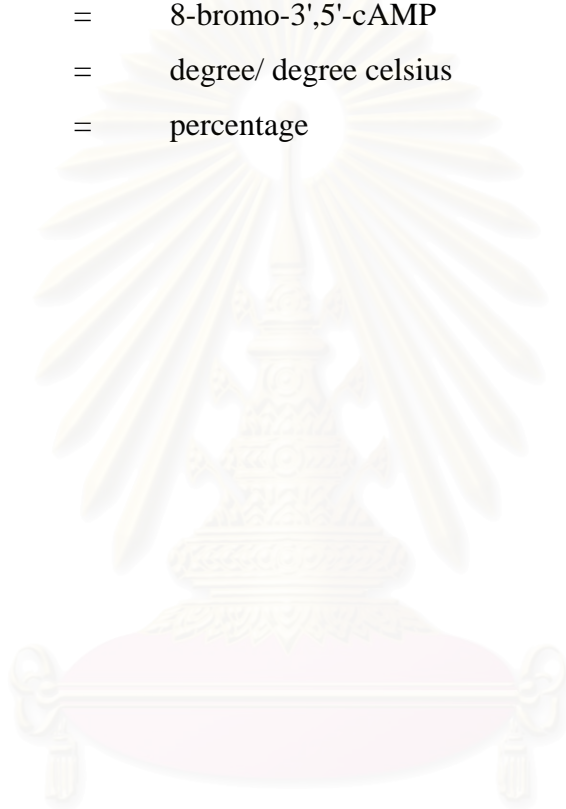 = 8-bromo-3',5'-cAMP
= degree/ degree celsius
= percentage